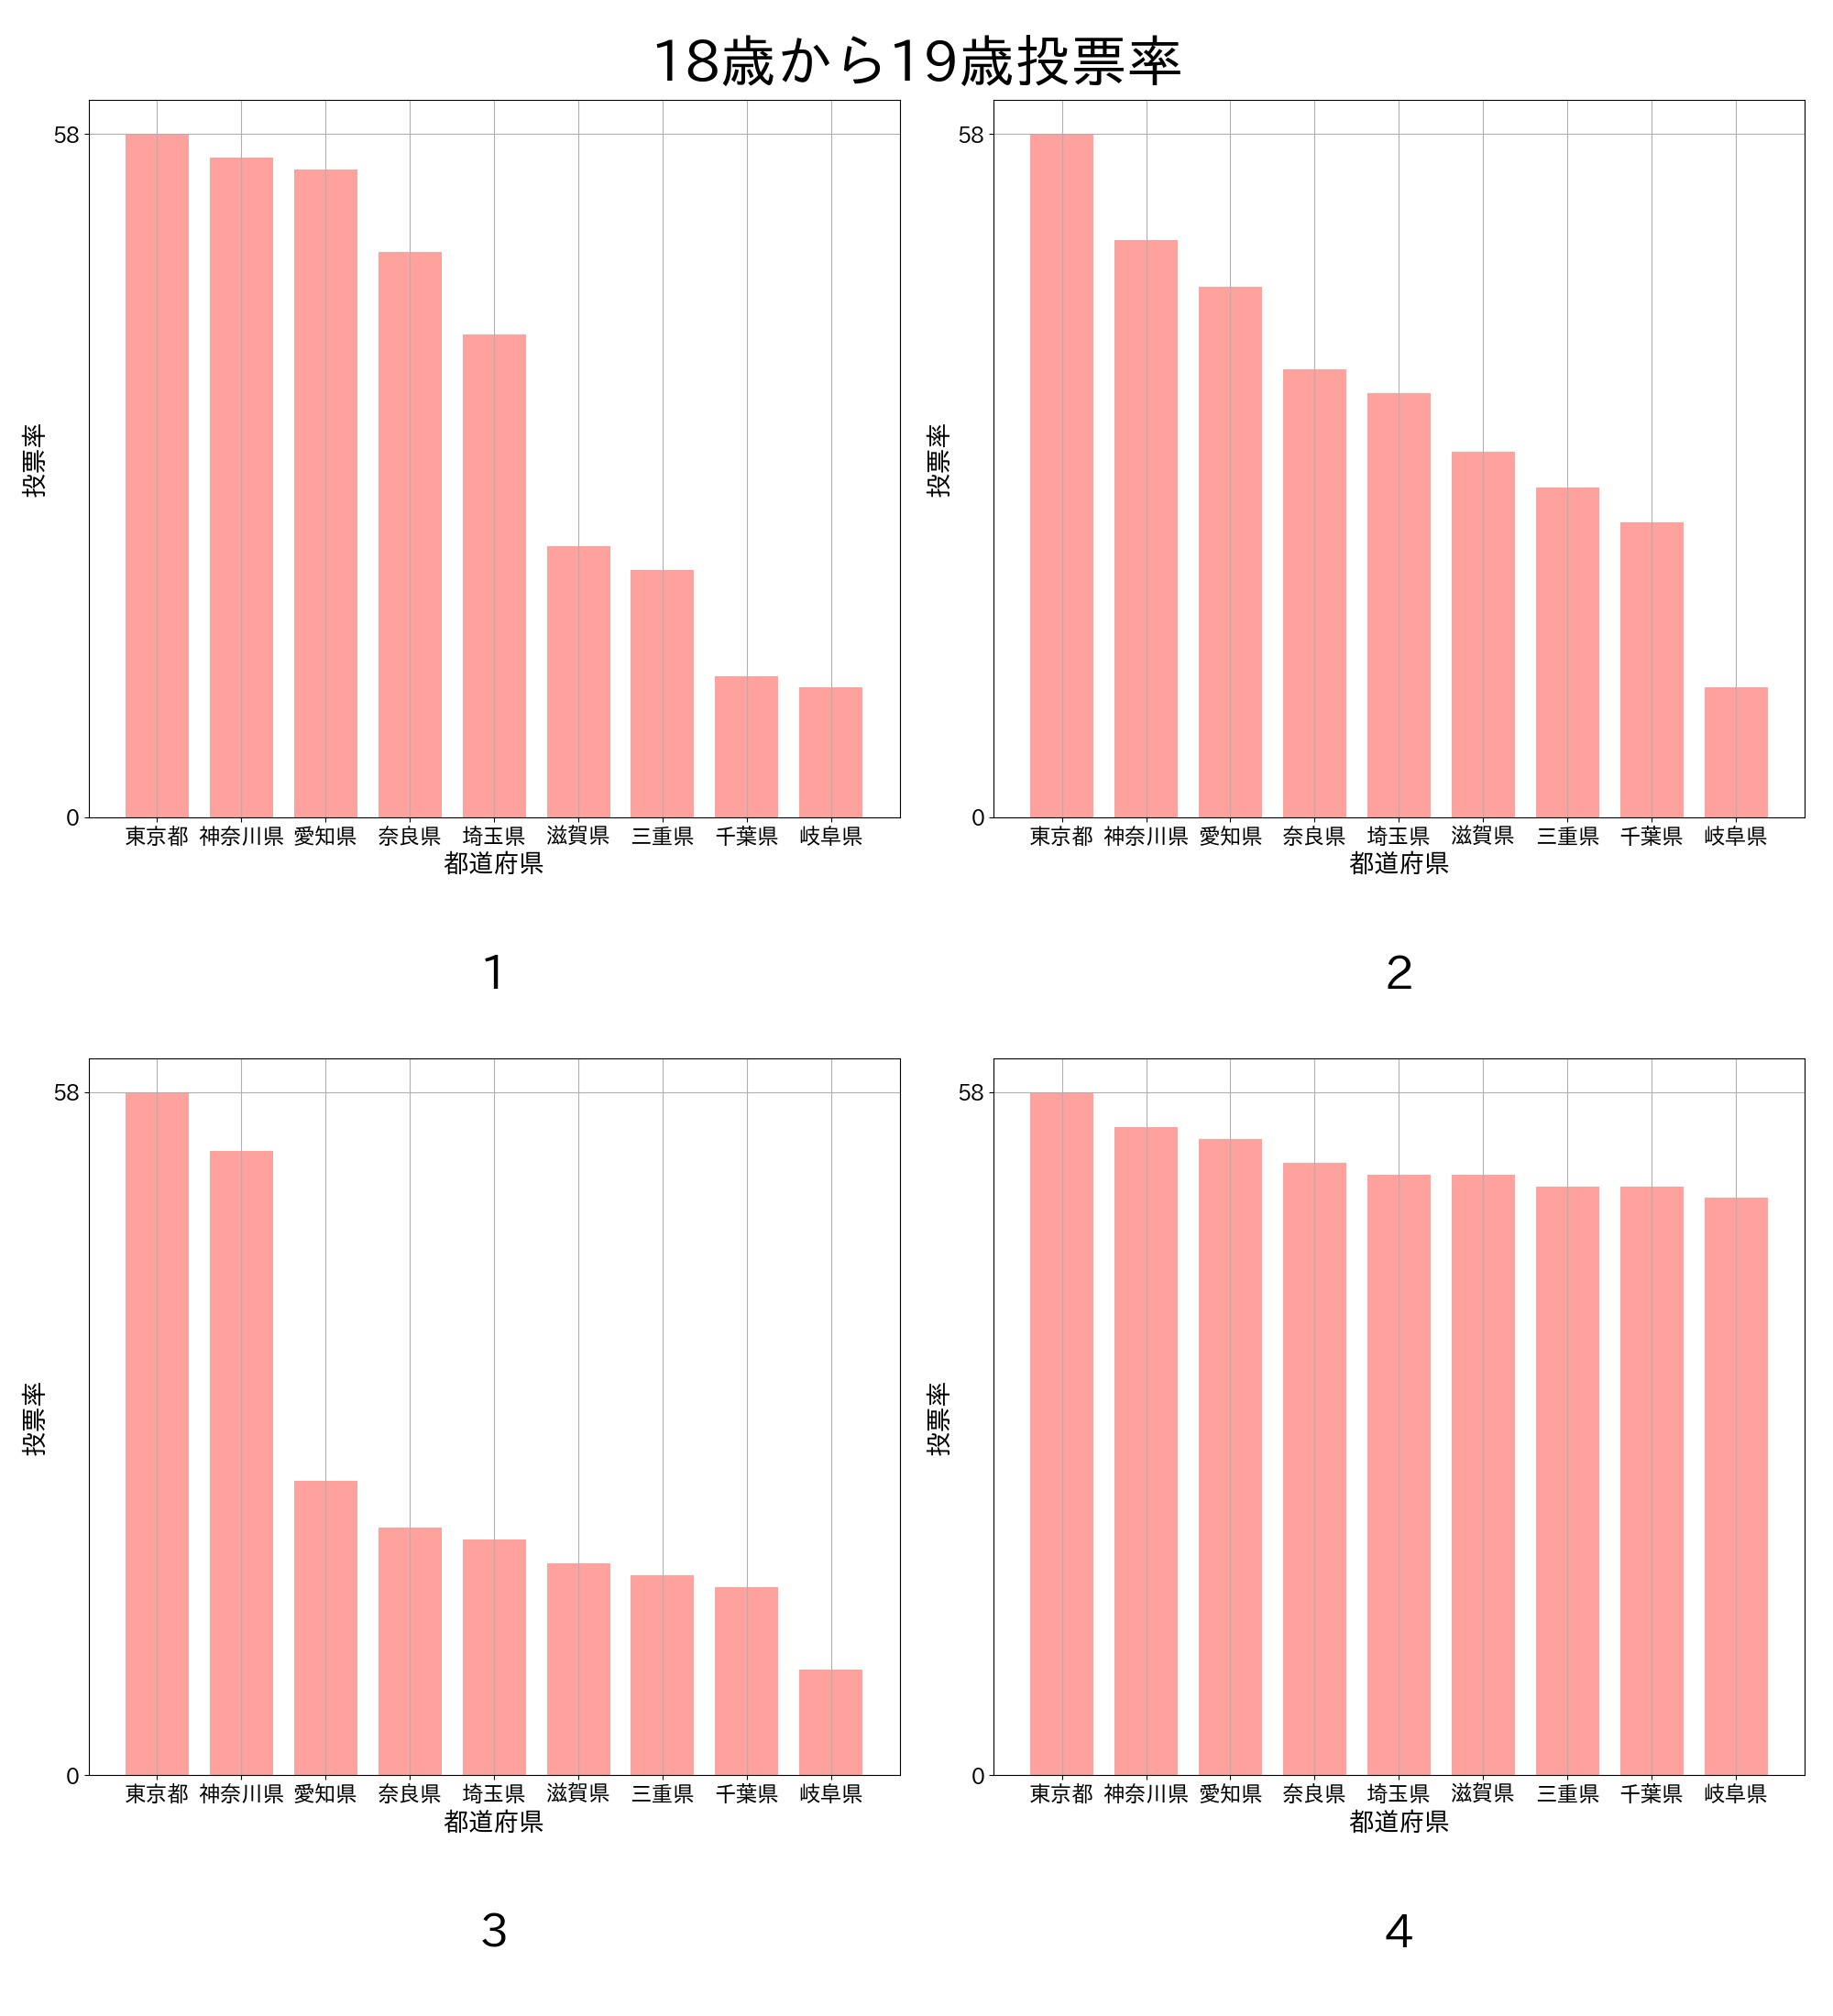 18歳から19歳投票率
58
0
投票率
東京都 神奈川県 愛知県 奈良県 埼玉県 滋賀県 三重県 千葉県 岐阜県
都道府県
1
58
0
投票率
東京都 神奈川県 愛知県 奈良県 埼玉県 滋賀県 三重県 千葉県 岐阜県
都道府県
2
58
0
投票率
東京都 神奈川県 愛知県 奈良県 埼玉県 滋賀県 三重県 千葉県 岐阜県
都道府県
3
58
0
投票率
東京都 神奈川県 愛知県 奈良県 埼玉県 滋賀県 三重県 千葉県 岐阜県
都道府県
4